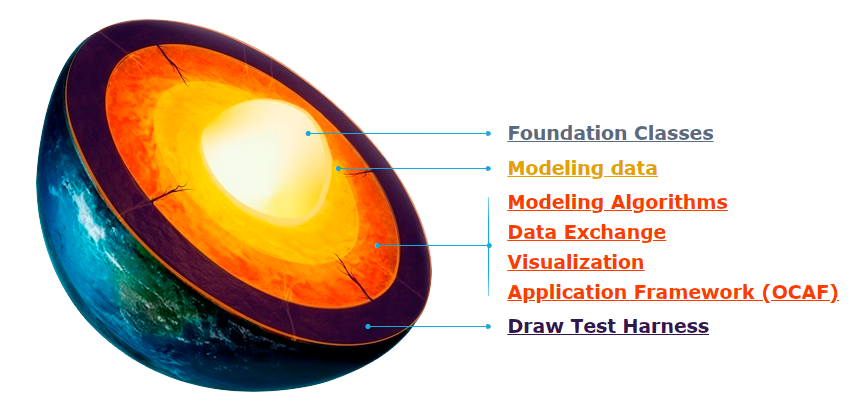 Foundation Classes
Modeling data
Modeling Algorithms
Data Exchange
Visualization
Application Framework (OCAF)
Draw Test Harness